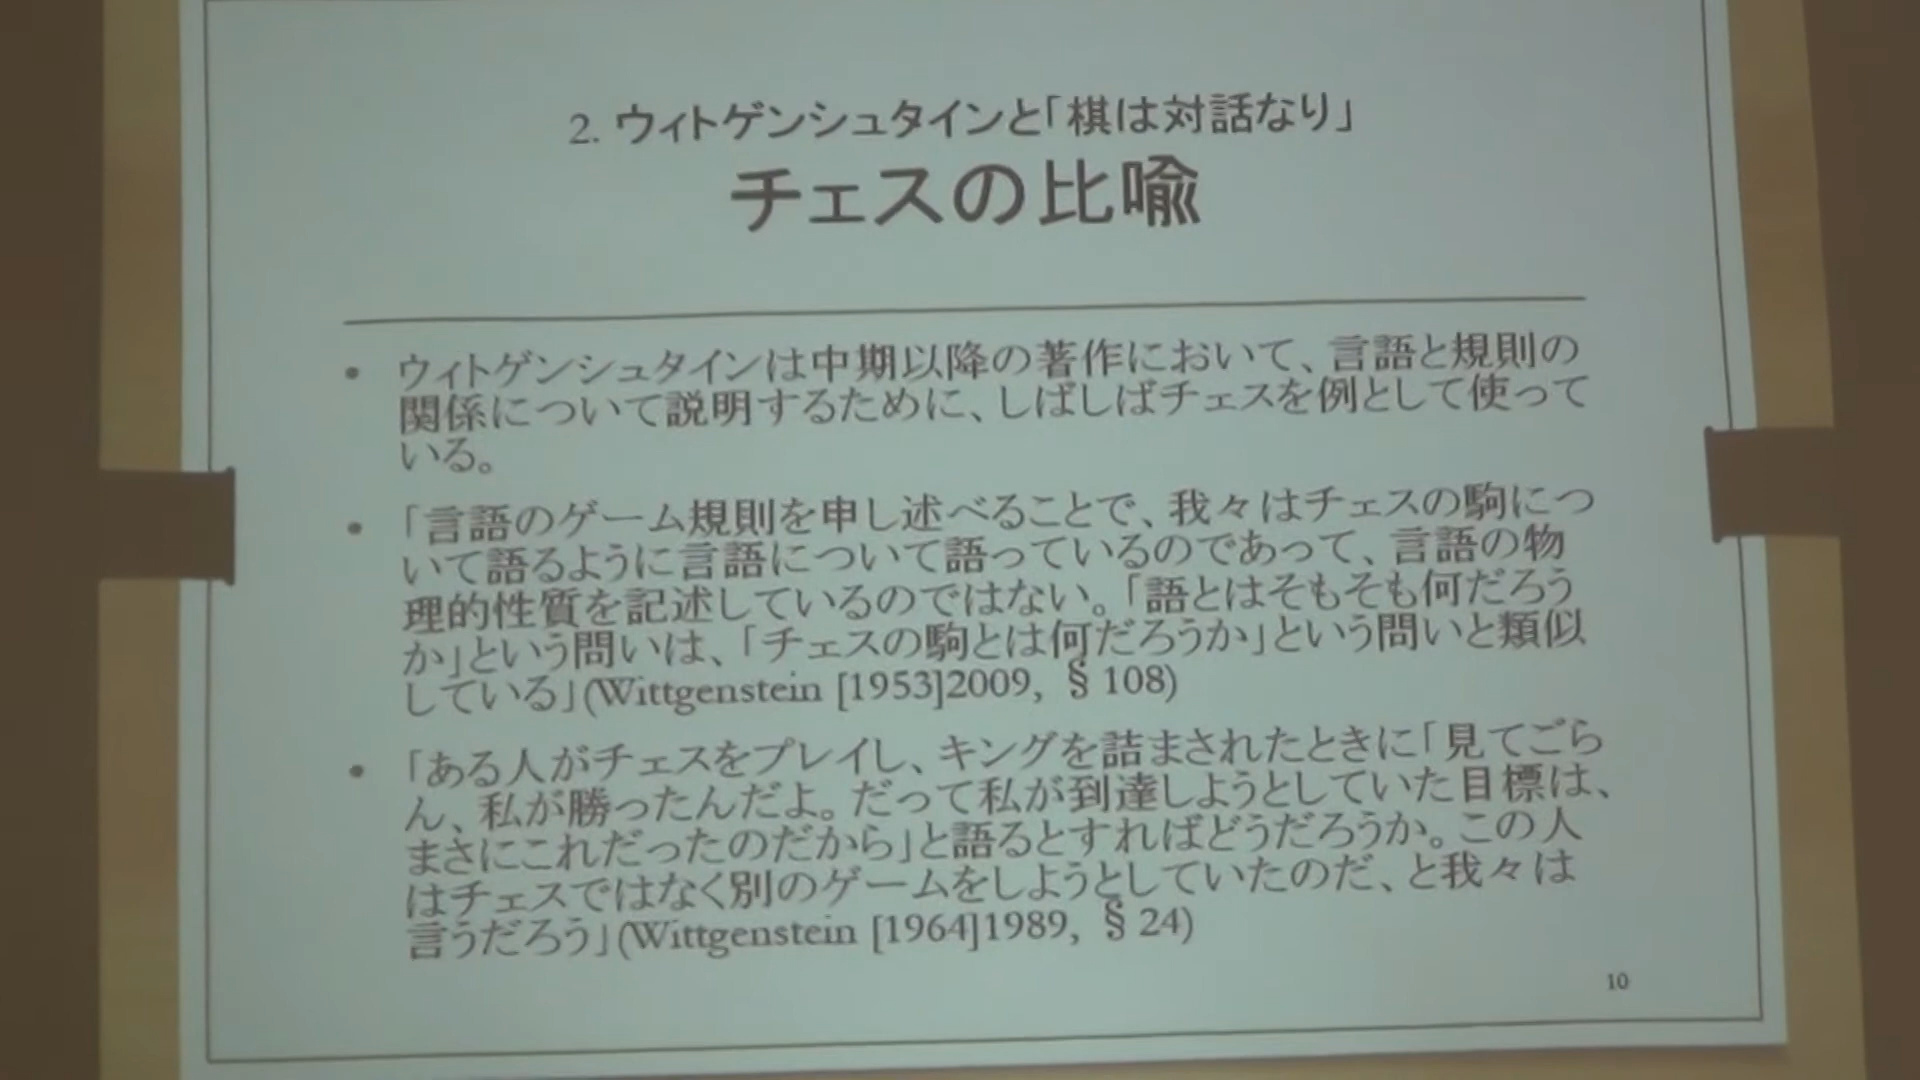 2. ウィトゲンシュタインと「棋は対話なり」
チェスの比喩
• ウィトゲンシュタインは中期以降の著作において、言語と規則の
関係について説明するために、しばしばチェスを例として使って
いる。
• 「言語のゲーム規則を申し述べることで、我々はチェスの駒につ
いて語るように言語について語っているのであって、言語の物
理的性質を記述しているのではない。「語とはそもそも何だろう
か」という問いは、「チェスの駒とは何だろうか」という問いと類似
している」(Wittgenstein [1953]2009, §108)
• 「ある人がチェスをプレイし、キングを詰まされたときに「見てごら
ん、私が勝ったんだよ。だって私が到達しようとしていた目標は、
まさにこれだったのだから」と語るとすればどうだろうか。この人
はチェスではなく別のゲームをしようとしていたのだ、と我々は
言うだろう」(Wittgenstein [1964]1989, §24)
10